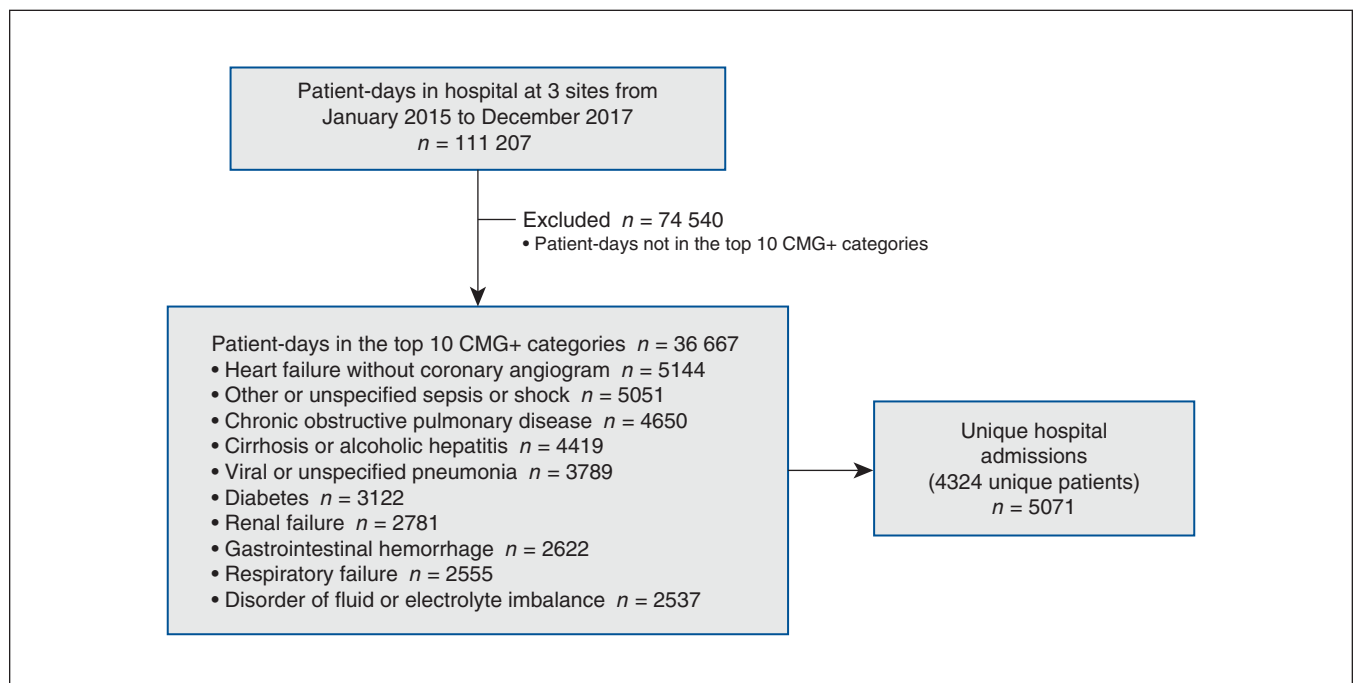 Patient-days in hospital at 3 sites from
January 2015 to December 2017
n = 111 207
Excluded n = 74 540
• Patient-days not in the top 10 CMG+ categories
Patient-days in the top 10 CMG+ categories n = 36 667
• Heart failure without coronary angiogram n = 5144
• Other or unspecified sepsis or shock n = 5051
• Chronic obstructive pulmonary disease n = 4650
• Cirrhosis or alcoholic hepatitis n = 4419
• Viral or unspecified pneumonia n = 3789
• Diabetes n = 3122
• Renal failure n = 2781
• Gastrointestinal hemorrhage n = 2622
• Respiratory failure n = 2555
• Disorder of fluid or electrolyte imbalance n = 2537
Unique hospital
admissions
(4324 unique patients)
n = 5071